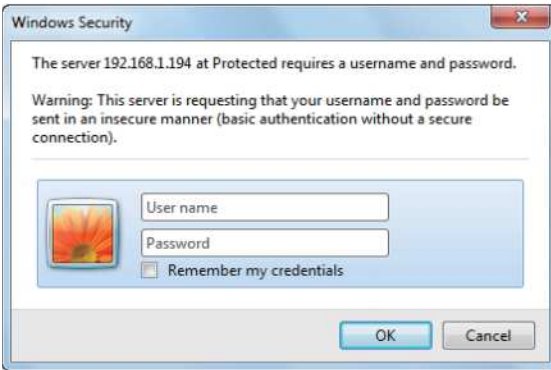 Windows Security
The server 192.168.1.194 at Protected requires a username and password.
Warning: This server is requesting that your username and password be
sent in an insecure manner (basic authentication without a secure
connection).
User name
Password
Remember my credentials
OK
Cancel